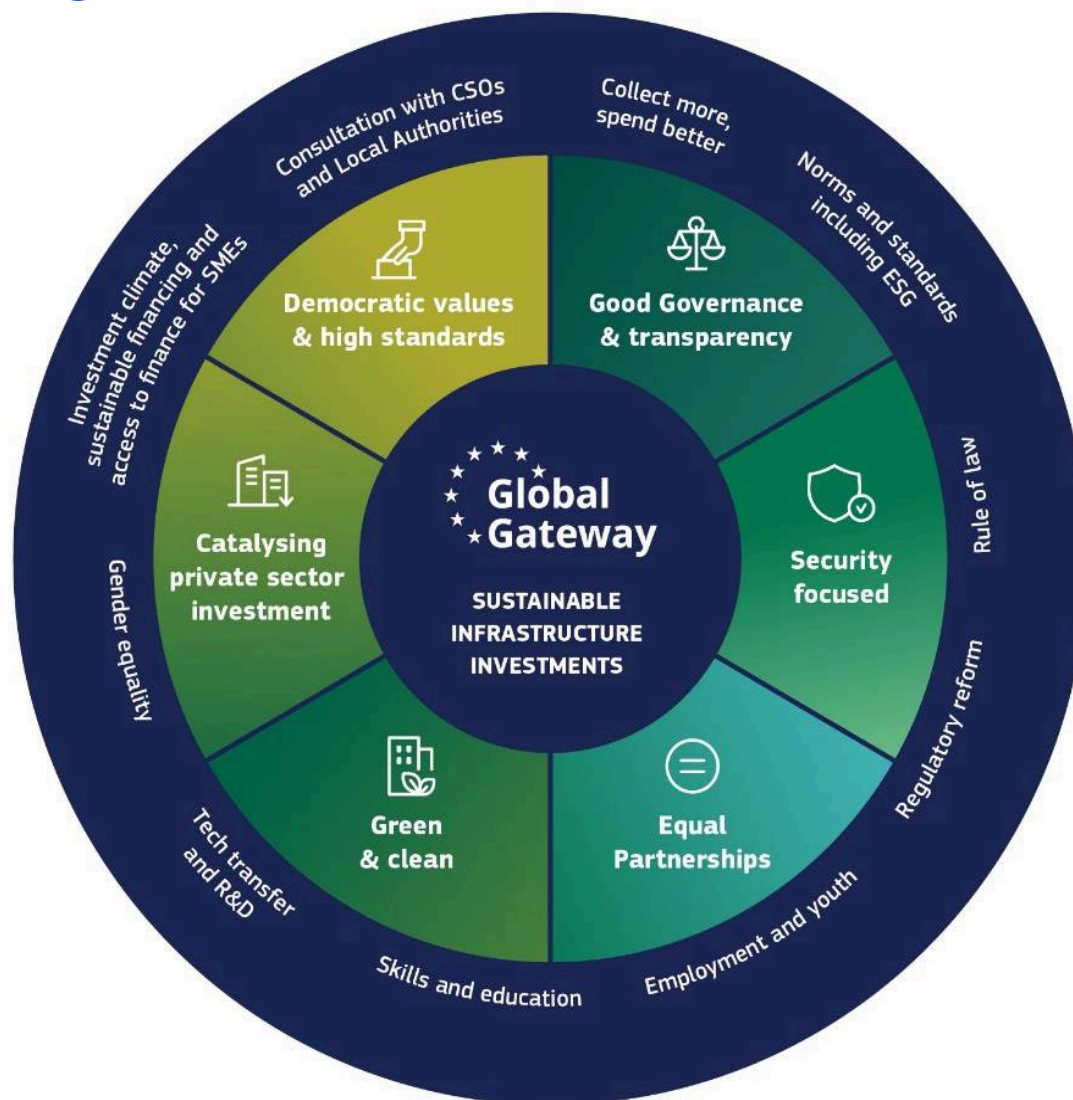 Collect more,
spend better
Norms and standards
including ESG
Rule of law
Regulatory reform
Employment and youth
Skills and education
Tech transfer
and R&D
Gender equality
Investment climate,
sustainable financing and
access to finance for SMEs
Consultation with CSOs
and Local Authorities
Democratic values
& high standards
Good Governance
& transparency
Security
focused
Equal
Partnerships
Green
& clean
Catalysing
private sector
investment
Global
Gateway
SUSTAINABLE
INFRASTRUCTURE
INVESTMENTS